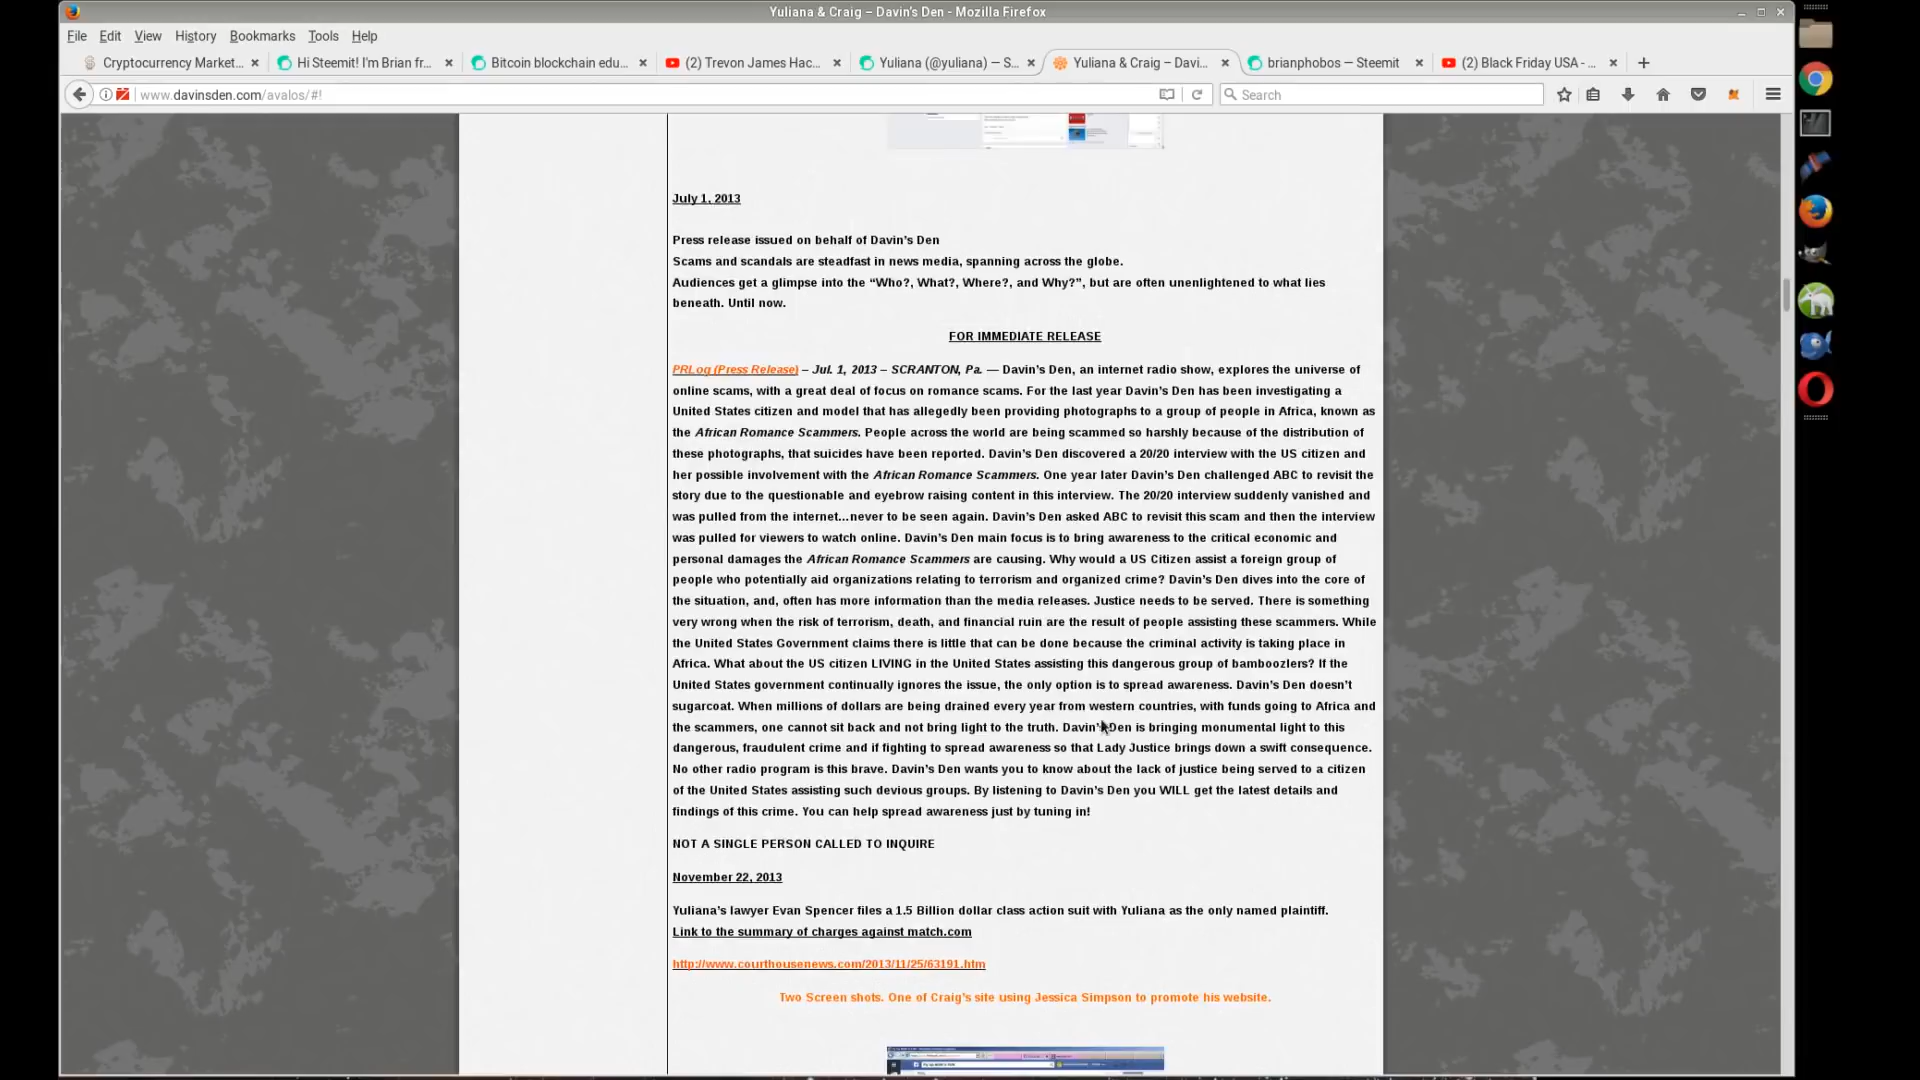 Yuliana & Craig – Davin's Den - Mozilla Firefox
File Edit View History Bookmarks Tools Help
Cryptocurrency Market... Hi Steemit! I'm Brian fr... Bitcoin blockchain edu... (2) Trevon James Hac... Yuliana (@yuliana) — S... Yuliana & Craig – Davi... brianphobos — Steemit (2) Black Friday USA - ...
www.davinsden.com/avalos/#! Search
July 1, 2013
Press release issued on behalf of Davin's Den
Scams and scandals are steadfast in news media, spanning across the globe.
Audiences get a glimpse into the “Who?, What?, Where?, and Why?”, but are often unenlightened to what lies
beneath. Until now.
FOR IMMEDIATE RELEASE
PRLog (Press Release) – Jul. 1, 2013 – SCRANTON, Pa. — Davin's Den, an internet radio show, explores the universe of
online scams, with a great deal of focus on romance scams. For the last year Davin's Den has been investigating a
United States citizen and model that has allegedly been providing photographs to a group of people in Africa, known as
the African Romance Scammers. People across the world are being scammed so harshly because of the distribution of
these photographs, that suicides have been reported. Davin's Den discovered a 20/20 interview with the US citizen and
her possible involvement with the African Romance Scammers. One year later Davin's Den challenged ABC to revisit the
story due to the questionable and eyebrow raising content in this interview. The 20/20 interview suddenly vanished and
was pulled from the internet…never to be seen again. Davin's Den asked ABC to revisit this scam and then the interview
was pulled for viewers to watch online. Davin's Den main focus is to bring awareness to the critical economic and
personal damages the African Romance Scammers are causing. Why would a US Citizen assist a foreign group of
people who potentially aid organizations relating to terrorism and organized crime? Davin's Den dives into the core of
the situation, and, often has more information than the media releases. Justice needs to be served. There is something
very wrong when the risk of terrorism, death, and financial ruin are the result of people assisting these scammers. While
the United States Government claims there is little that can be done because the criminal activity is taking place in
Africa. What about the US citizen LIVING in the United States assisting this dangerous group of bamboozlers? If the
United States government continually ignores the issue, the only option is to spread awareness. Davin's Den doesn't
sugarcoat. When millions of dollars are being drained every year from western countries, with funds going to Africa and
the scammers, one cannot sit back and not bring light to the truth. Davin's Den is bringing monumental light to this
dangerous, fraudulent crime and if fighting to spread awareness so that Lady Justice brings down a swift consequence.
No other radio program is this brave. Davin's Den wants you to know about the lack of justice being served to a citizen
of the United States assisting such devious groups. By listening to Davin's Den you WILL get the latest details and
findings of this crime. You can help spread awareness just by tuning in!
NOT A SINGLE PERSON CALLED TO INQUIRE
November 22, 2013
Yuliana's lawyer Evan Spencer files a 1.5 Billion dollar class action suit with Yuliana as the only named plaintiff.
Link to the summary of charges against match.com
http://www.courthousenews.com/2013/11/25/63191.htm
Two Screen shots. One of Craig's site using Jessica Simpson to promote his website.